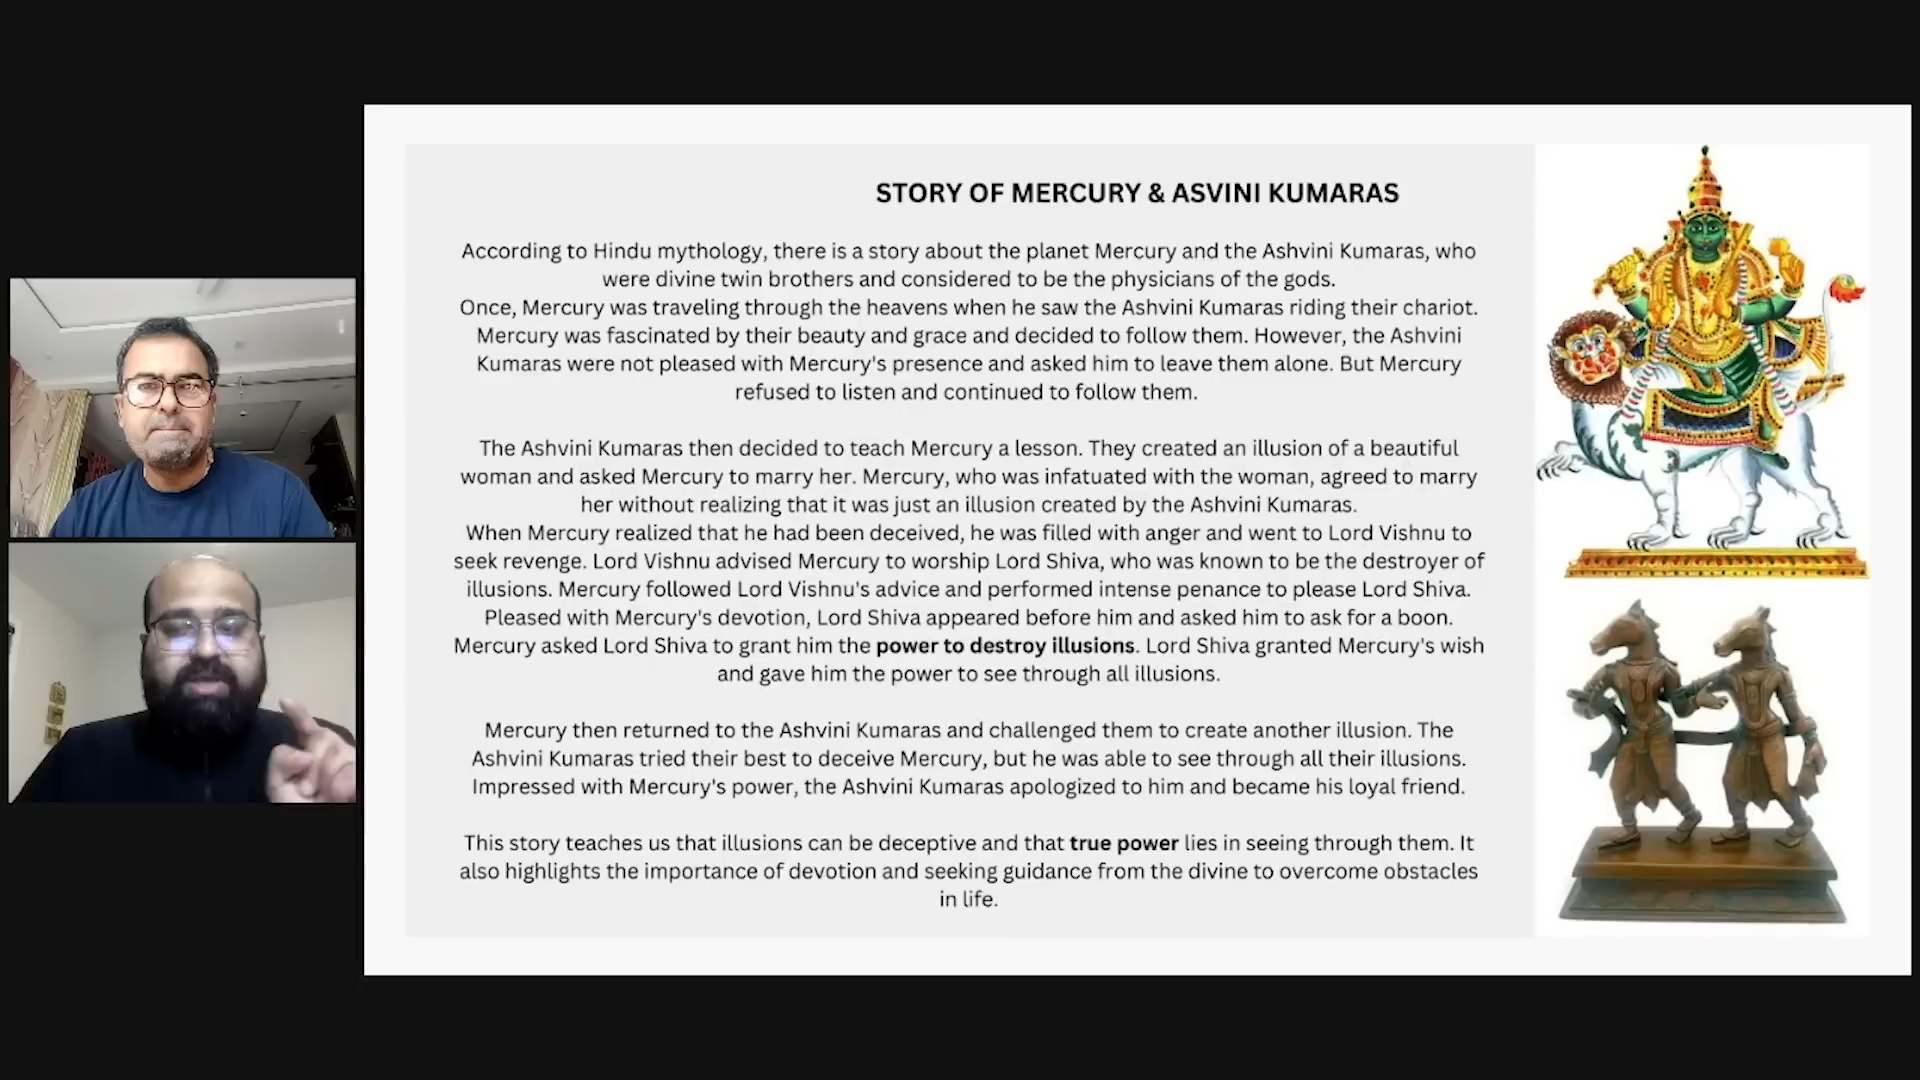 STORY OF MERCURY & ASVINI KUMARAS
According to Hindu mythology, there is a story about the planet Mercury and the Ashvini Kumaras, who
were divine twin brothers and considered to be the physicians of the gods.
Once, Mercury was traveling through the heavens when he saw the Ashvini Kumaras riding their chariot.
Mercury was fascinated by their beauty and grace and decided to follow them. However, the Ashvini
Kumaras were not pleased with Mercury's presence and asked him to leave them alone. But Mercury
refused to listen and continued to follow them.
The Ashvini Kumaras then decided to teach Mercury a lesson. They created an illusion of a beautiful
woman and asked Mercury to marry her. Mercury, who was infatuated with the woman, agreed to marry
her without realizing that it was just an illusion created by the Ashvini Kumaras.
When Mercury realized that he had been deceived, he was filled with anger and went to Lord Vishnu to
seek revenge. Lord Vishnu advised Mercury to worship Lord Shiva, who was known to be the destroyer of
illusions. Mercury followed Lord Vishnu's advice and performed intense penance to please Lord Shiva.
Pleased with Mercury's devotion, Lord Shiva appeared before him and asked him to ask for a boon.
Mercury asked Lord Shiva to grant him the power to destroy illusions. Lord Shiva granted Mercury's wish
and gave him the power to see through all illusions.
Mercury then returned to the Ashvini Kumaras and challenged them to create another illusion. The
Ashvini Kumaras tried their best to deceive Mercury, but he was able to see through all their illusions.
Impressed with Mercury's power, the Ashvini Kumaras apologized to him and became his loyal friend.
This story teaches us that illusions can be deceptive and that true power lies in seeing through them. It
also highlights the importance of devotion and seeking guidance from the divine to overcome obstacles
in life.